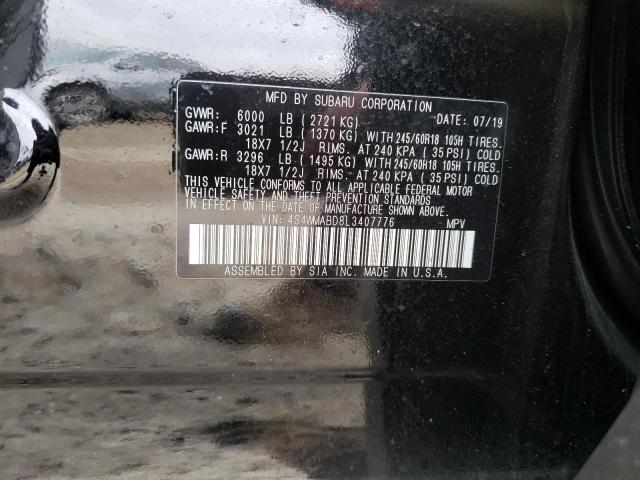 MFD BY SUBARU CORPORATION
GVWR: 6000 LB ( 2721 KG) DATE: 07/19
GAWR:F 3021 LB ( 1370 KG) WITH 245/60R18 105H TIRES.
18X7 1/2J RIMS. AT 240 KPA ( 35 PSI) COLD
GAWR:R 3296 LB ( 1495 KG) WITH 245/60R18 105H TIRES.
18X7 1/2J RIMS. AT 240 KPA ( 35 PSI) COLD
THIS VEHICLE CONFORMS TO ALL APPLICABLE FEDERAL MOTOR
VEHICLE SAFETY AND THEFT PREVENTION STANDARDS
IN EFFECT ON THE DATE OF MANUFACTURE SHOWN ABOVE.
VIN: 4S4WMABD8L3407776 MPV
ASSEMBLED BY SIA INC. MADE IN U.S.A.